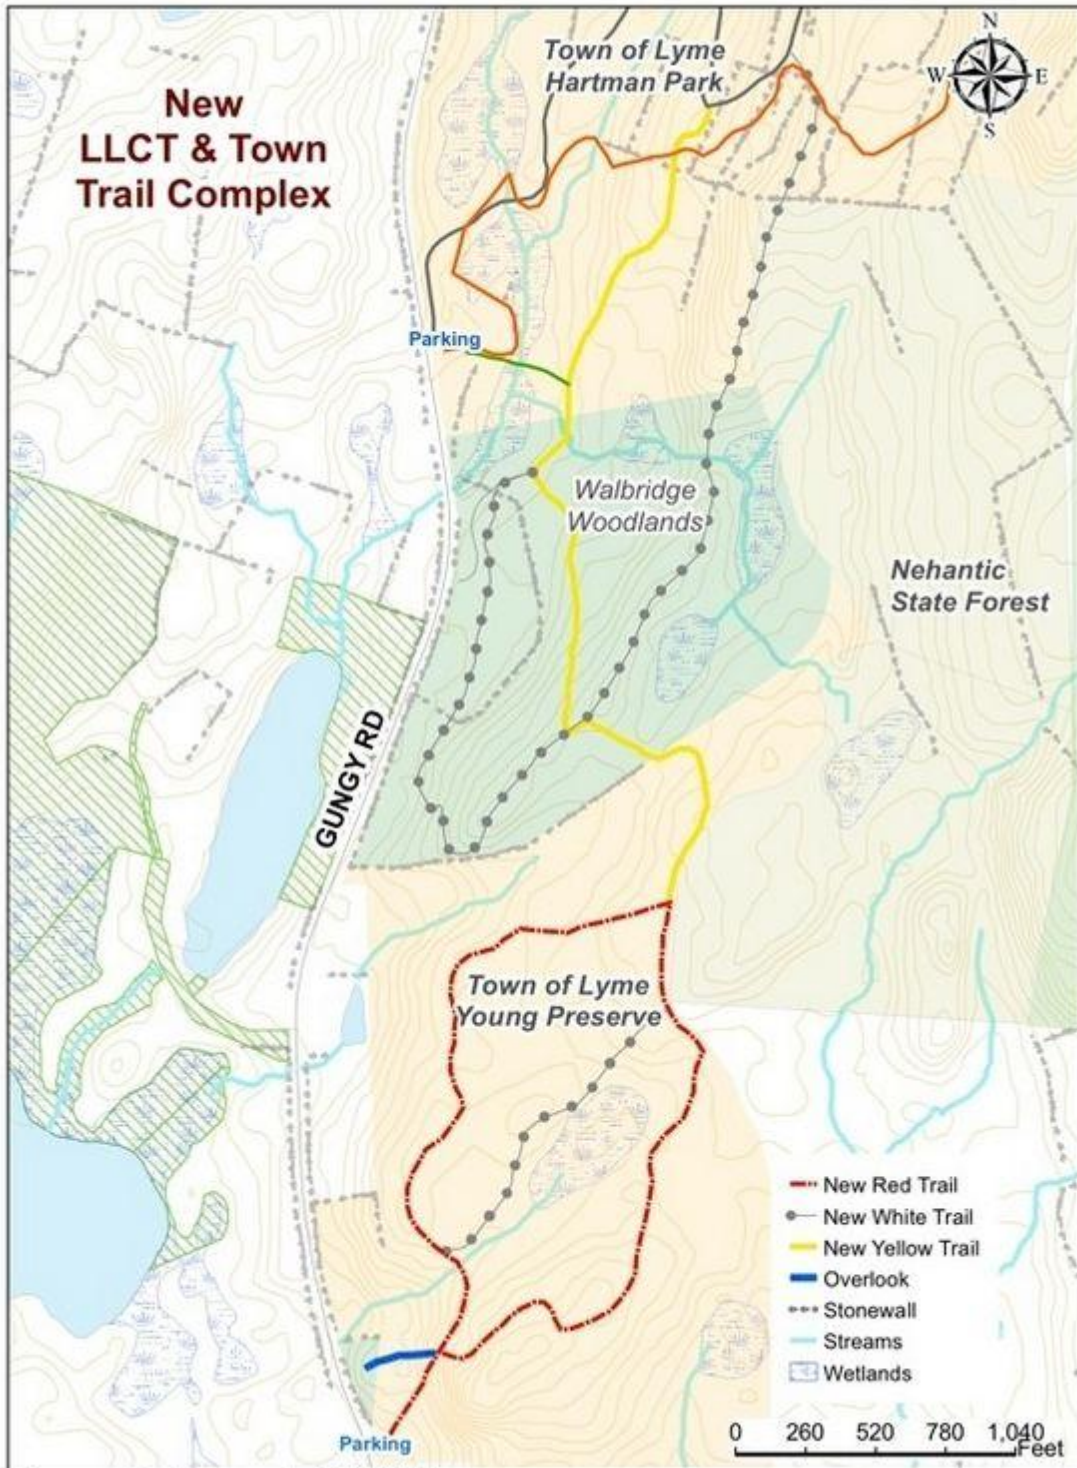 New
LLCT & Town
Trail Complex
Town of Lyme
Hartman Park
N
W
E
S
Parking
Walbridge
Woodlands
Nehantic
State Forest
GUNGY RD
Town of Lyme
Young Preserve
New Red Trail
New White Trail
New Yellow Trail
Overlook
Stonewall
Streams
Wetlands
Parking
0 260 520 780 1,040
Feet